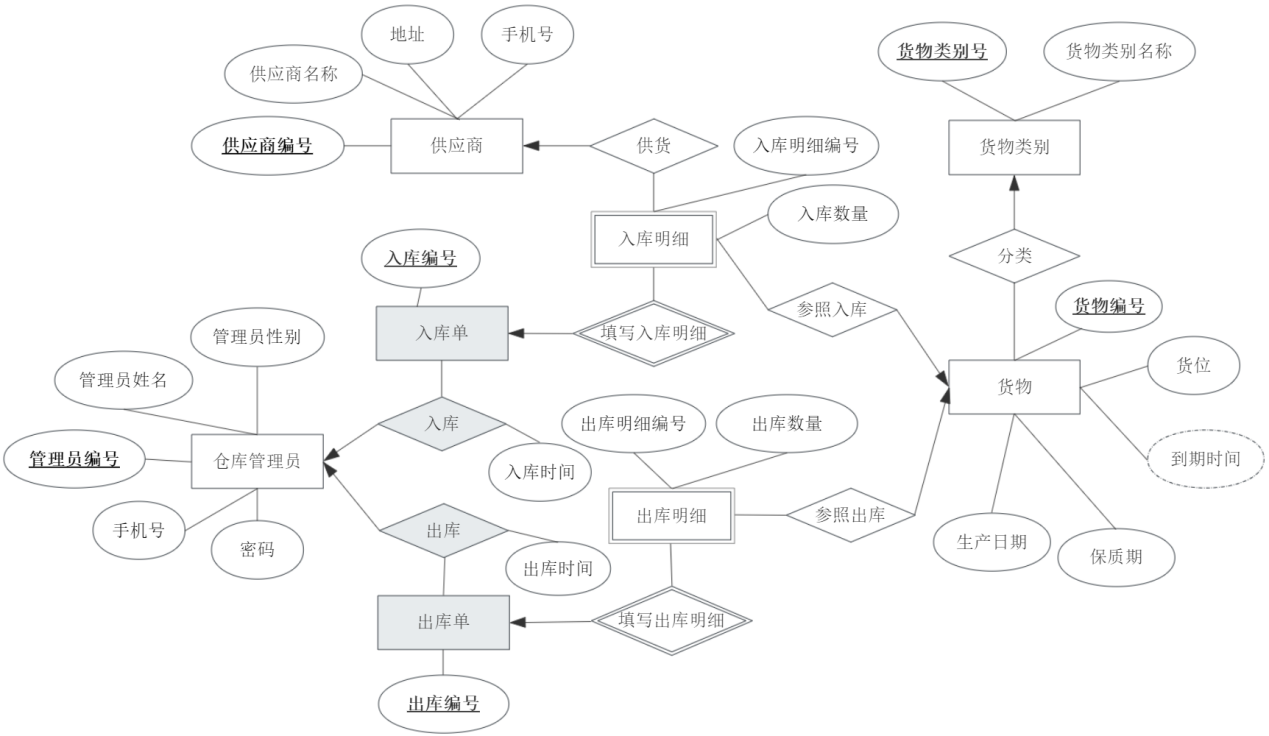 地址
手机号
供应商名称
供应商编号
供应商
供货
入库明细编号
货物类别号
货物类别名称
货物类别
入库数量
入库明细
入库编号
分类
参照入库
货物编号
入库单
填写入库明细
管理员性别
管理员姓名
货位
货物
入库
出库明细编号
出库数量
管理员编号
仓库管理员
入库时间
到期时间
手机号
密码
出库
出库明细
参照出库
生产日期
保质期
出库时间
出库单
填写出库明细
出库编号